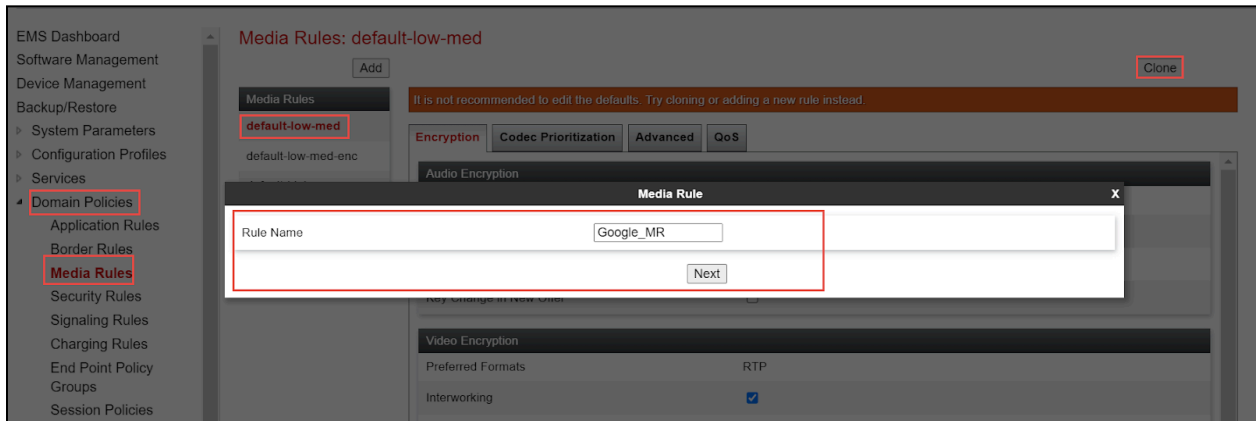 EMS Dashboard
Software Management
Device Management
Backup/Restore
System Parameters
Configuration Profiles
Services
Domain Policies
Application Rules
Border Rules
Media Rules
Security Rules
Signaling Rules
Charging Rules
End Point Policy
Groups
Session Policies
Media Rules: default-low-med
Add
Clone
Media Rules
default-low-med
default-low-med-enc
It is not recommended to edit the defaults. Try cloning or adding a new rule instead.
Encryption Codec Prioritization Advanced QoS
Audio Encryption
Media Rule X
Rule Name Google_MR
Next
Key Change in New Offer
Video Encryption
Preferred Formats RTP
Interworking